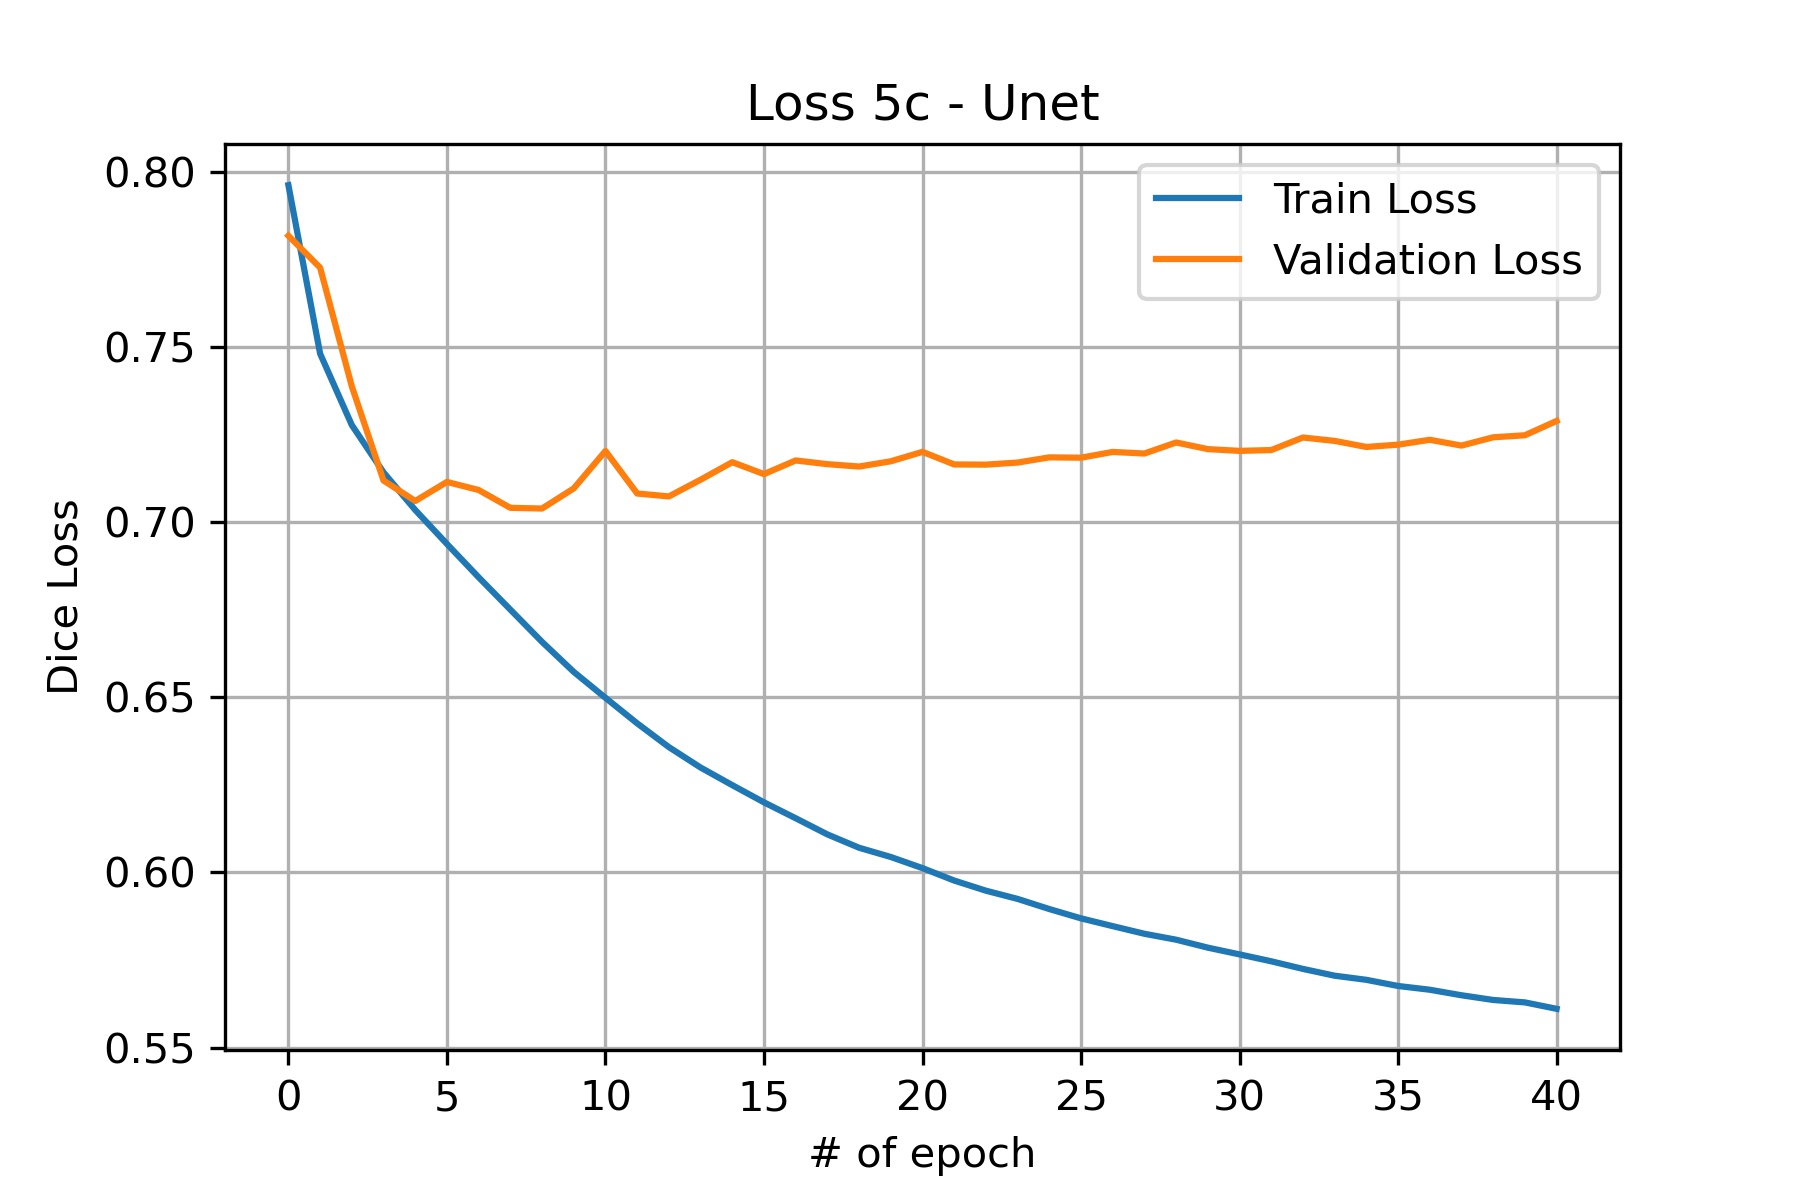 Loss 5c - Unet
Train Loss
Validation Loss
Dice Loss
0.80
0.75
0.70
0.65
0.60
0.55
0 5 10 15 20 25 30 35 40
# of epoch